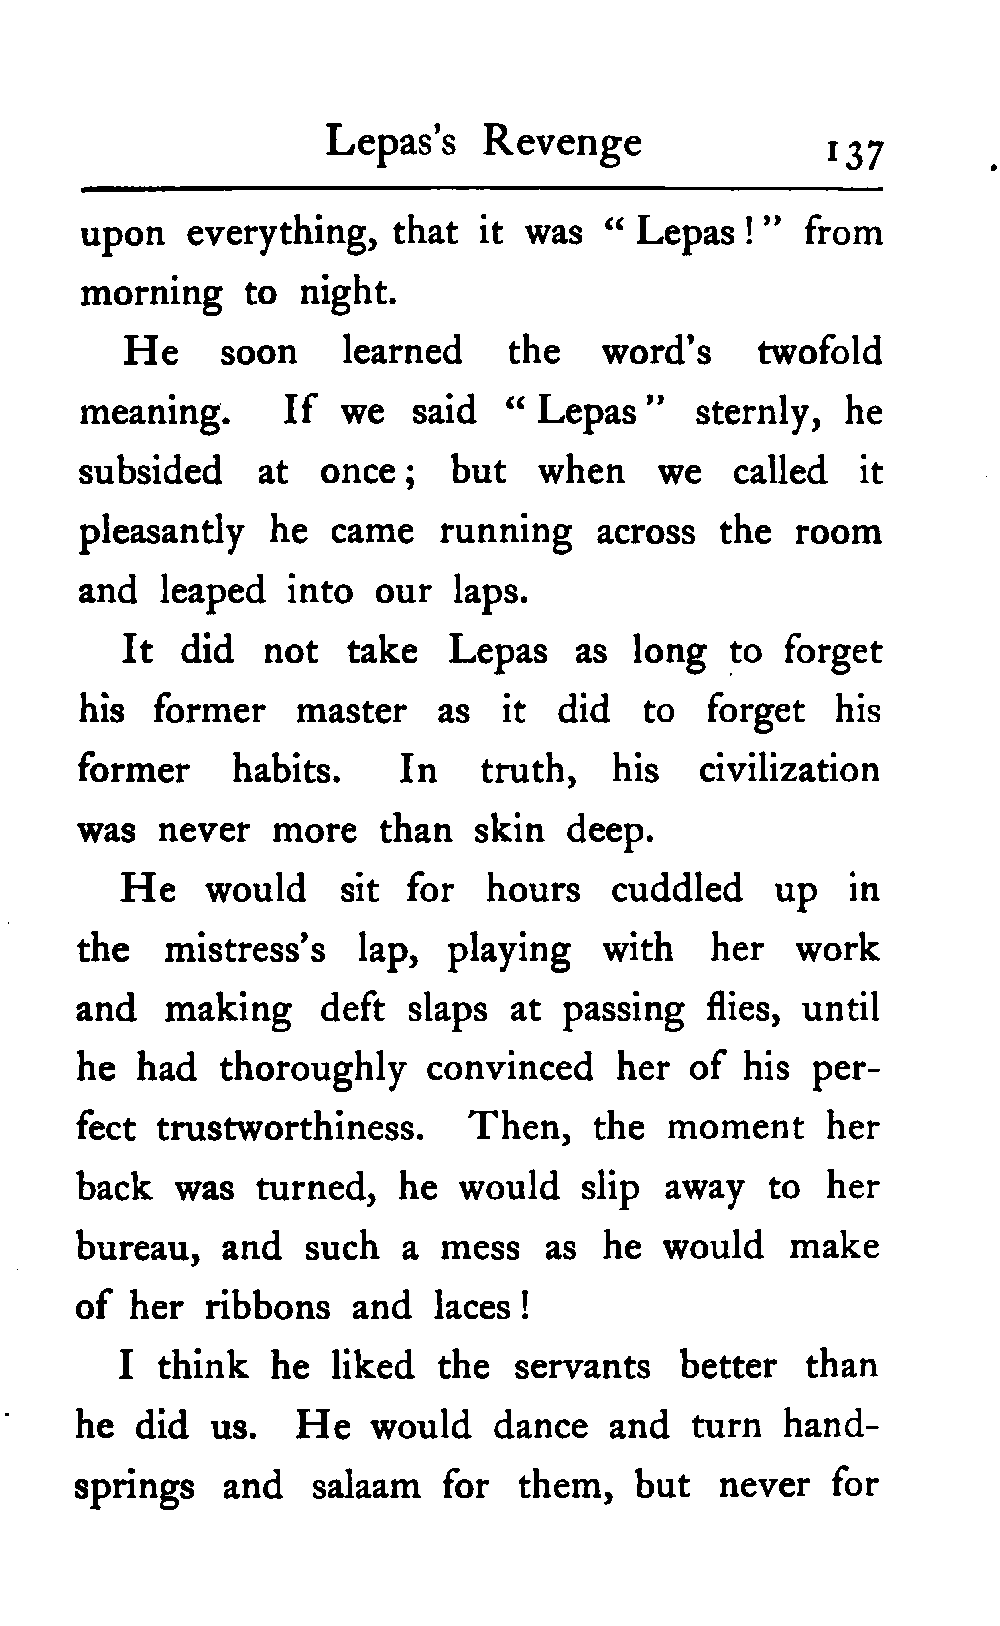 Lepas's Revenge 137
upon everything, that it was “ Lepas ! ” from
morning to night.
He soon learned the word's twofold
meaning. If we said “ Lepas ” sternly, he
subsided at once ; but when we called it
pleasantly he came running across the room
and leaped into our laps.
It did not take Lepas as long to forget
his former master as it did to forget his
former habits. In truth, his civilization
was never more than skin deep.
He would sit for hours cuddled up in
the mistress's lap, playing with her work
and making deft slaps at passing flies, until
he had thoroughly convinced her of his per-
fect trustworthiness. Then, the moment her
back was turned, he would slip away to her
bureau, and such a mess as he would make
of her ribbons and laces !
I think he liked the servants better than
he did us. He would dance and turn hand-
springs and salaam for them, but never for